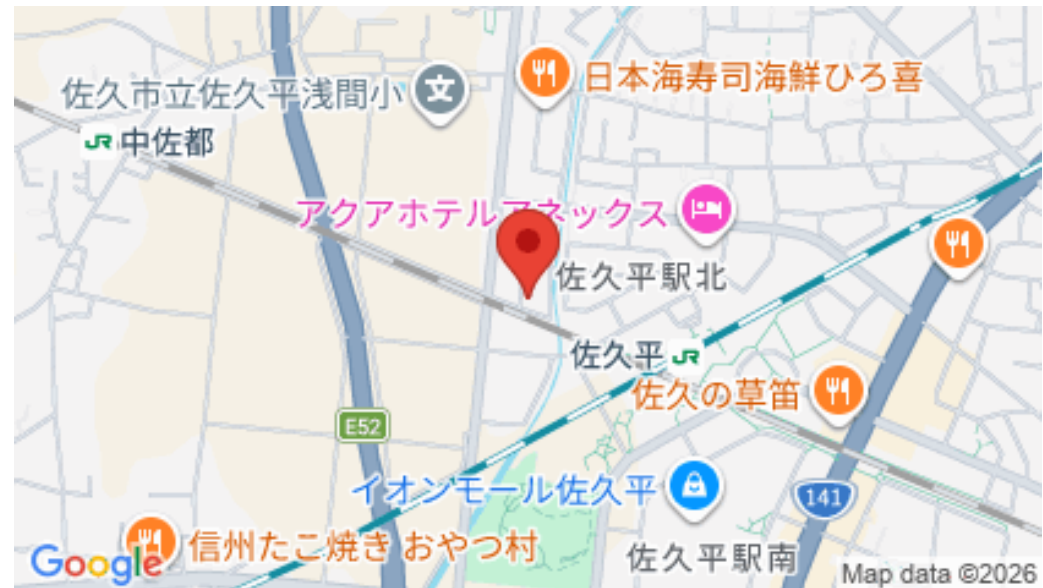 日本海寿司海鮮ひろ喜
佐久市立佐久平浅間小
文
JR 中佐都
アクアホテルアネックス
佐久平駅北
佐久平 JR
佐久の草笛
E52
イオンモール佐久平
141
信州たこ焼き おやつ村
佐久平駅南
Google
Map data ©2026